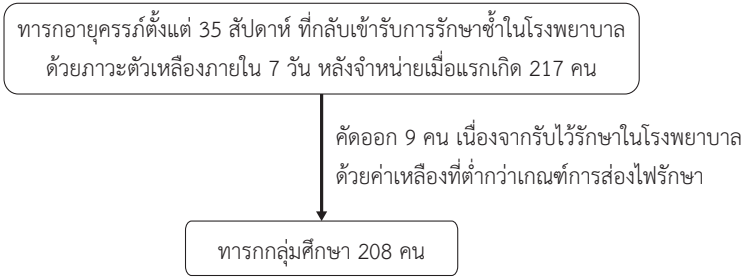 ทารกอายุครรภ์ตั้งแต่ 35 สัปดาห์ ที่กลับเข้ารับการรักษาซ้ำในโรงพยาบาล
ด้วยภาวะตัวเหลืองภายใน 7 วัน หลังจำหน่ายเมื่อแรกเกิด 217 คน
คัดออก 9 คน เนื่องจากรับไว้รักษาในโรงพยาบาล
ด้วยค่าเหลืองที่ต่ำกว่าเกณฑ์การส่องไฟรักษา
ทารกกลุ่มศึกษา 208 คน